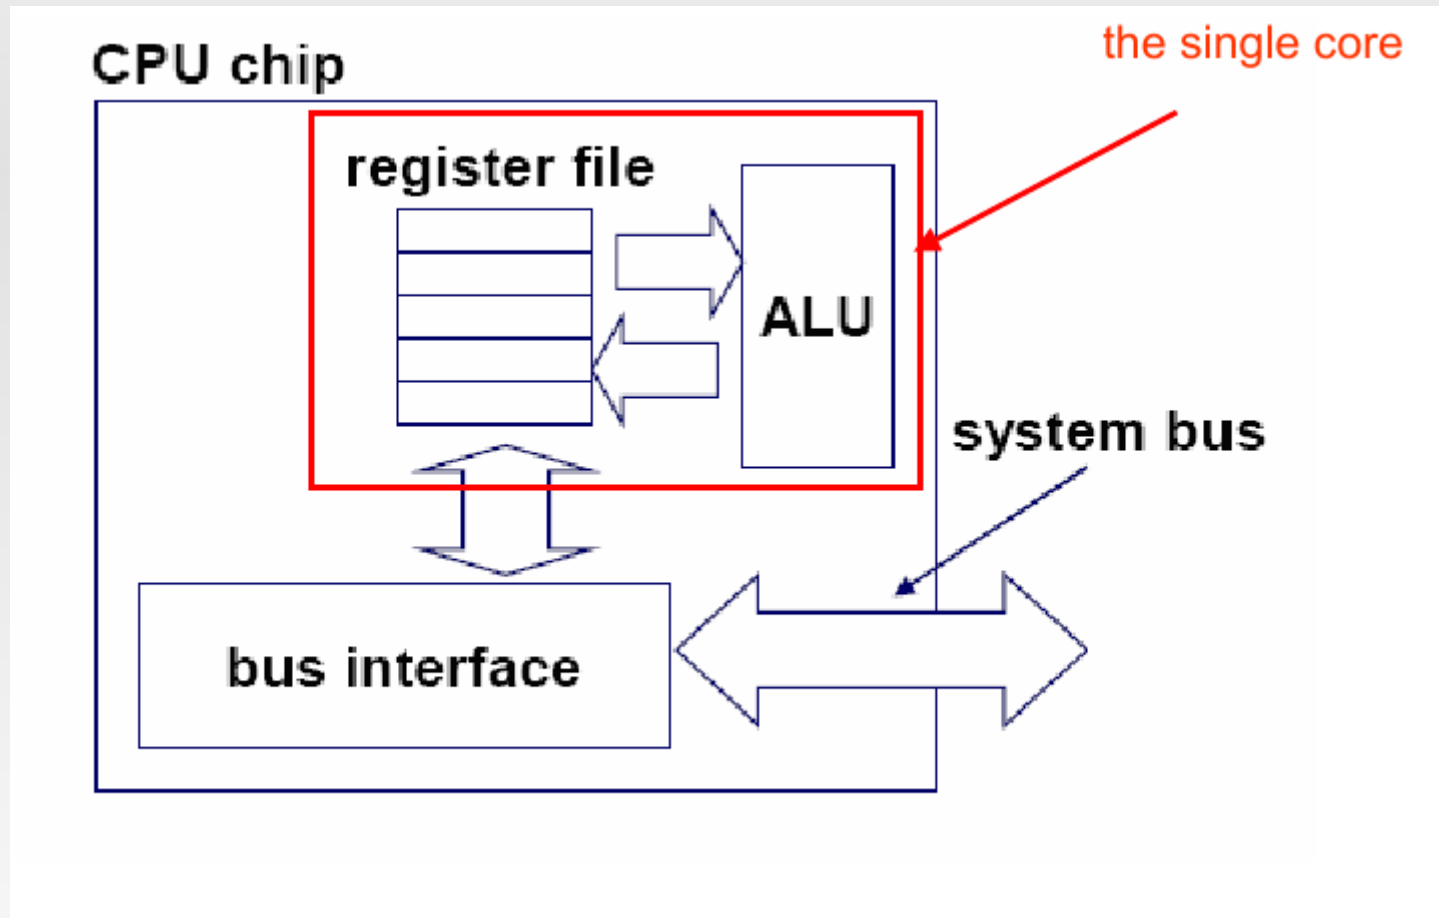 the single core
CPU chip
register file
ALU
system bus
bus interface